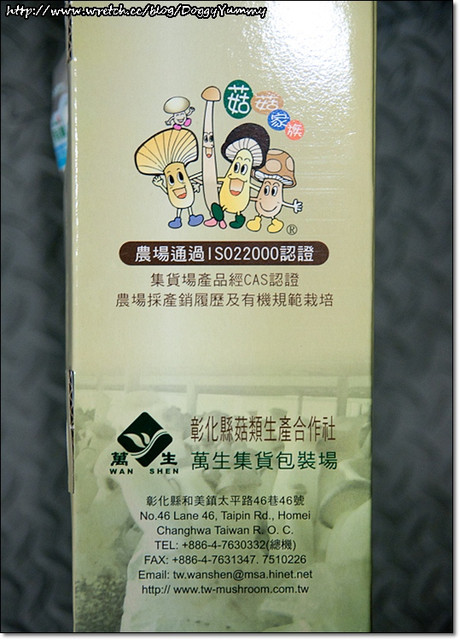 http://www.wretch.cc/blog/DoggyYummy
菇菇家族
®
農場通過ISO22000認證
集貨場產品經CAS認證
農場採產銷履歷及有機規範栽培
萬 生
WAN SHEN
彰化縣菇類生產合作社
萬生集貨包裝場
彰化縣和美鎮太平路46巷46號
No.46 Lane 46, Taipin Rd., Homei
Changhwa Taiwan R. O. C.
TEL: +886-4-7630332(總機)
FAX: +886-4-7631347. 7510226
Email: tw.wanshen@msa.hinet.net
http:// www.tw-mushroom.com.tw